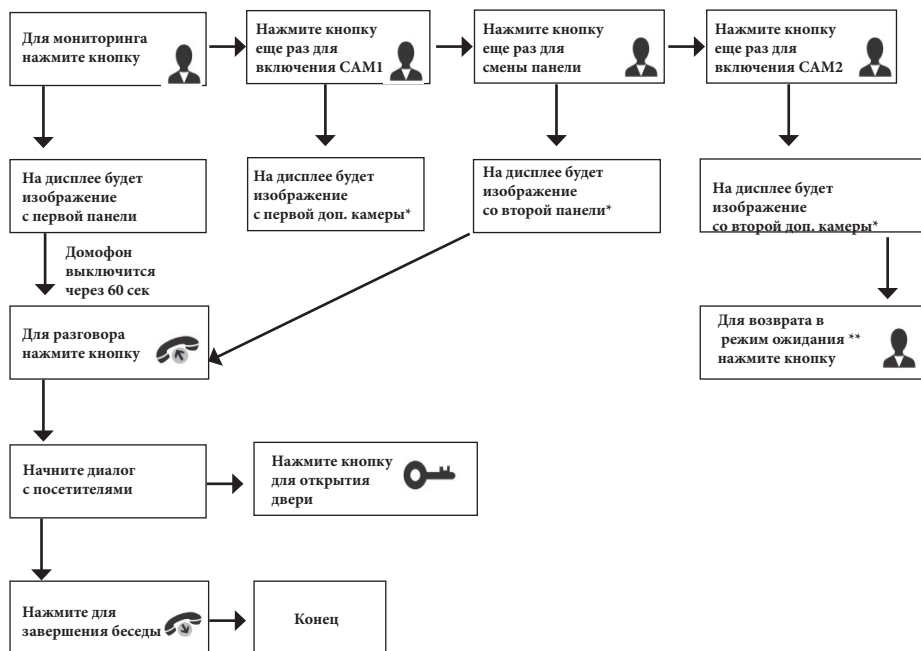 Для мониторинга
нажмите кнопку
Нажмите кнопку
еще раз для
включения CAM1
Нажмите кнопку
еще раз для
смены панели
Нажмите кнопку
еще раз для
включения CAM2
На дисплее будет
изображение
с первой панели
На дисплее будет
изображение
с первой доп. камеры*
На дисплее будет
изображение
со второй панели*
На дисплее будет
изображение
со второй доп. камеры*
Домофон
выключится
через 60 сек
Для разговора
нажмите кнопку
Для возврата в
режим ожидания **
нажмите кнопку
Начните диалог
с посетителями
Нажмите кнопку
для открытия
двери
Нажмите для
завершения беседы
Конец